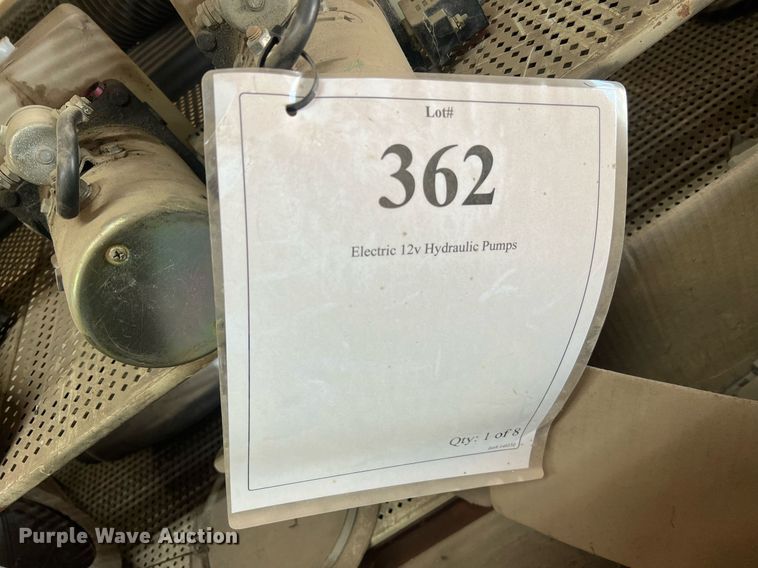 Lot#
362
Electric 12v Hydraulic Pumps
Qty: 1 of 8
Purple Wave Auction